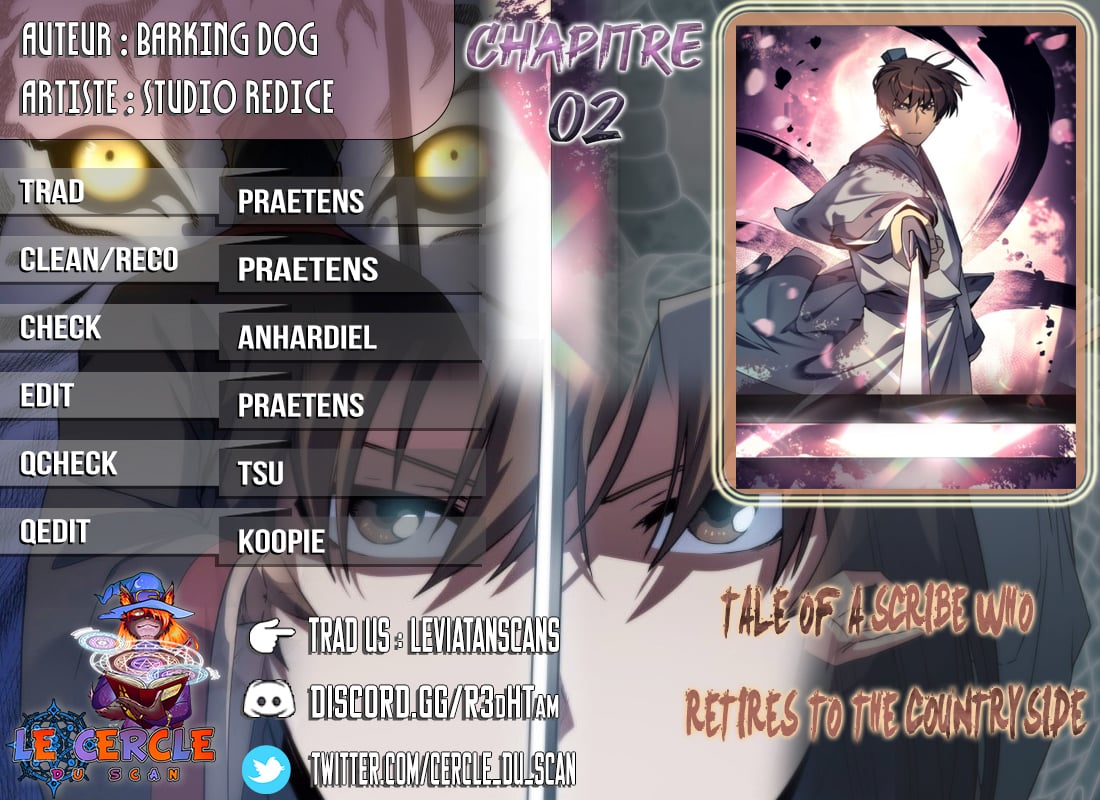 AUTEUR : BARKING DOG
ARTISTE : STUDIO REDICE
CHAPITRE
02
TRAD
PRAETENS
CLEAN/RECO
PRAETENS
CHECK
ANHARDIEL
EDIT
PRAETENS
QCHECK
TSU
QEDIT
KOOPIE
TRAD US : LEVIATANSCANS
DISCORD.GG/R3DHTAM
TWITTER.COM/CERCLE_DU_SCAN
LE CERCLE
DU SCAN
TALE OF A SCRIBE WHO
RETIRES TO THE COUNTRYSIDE